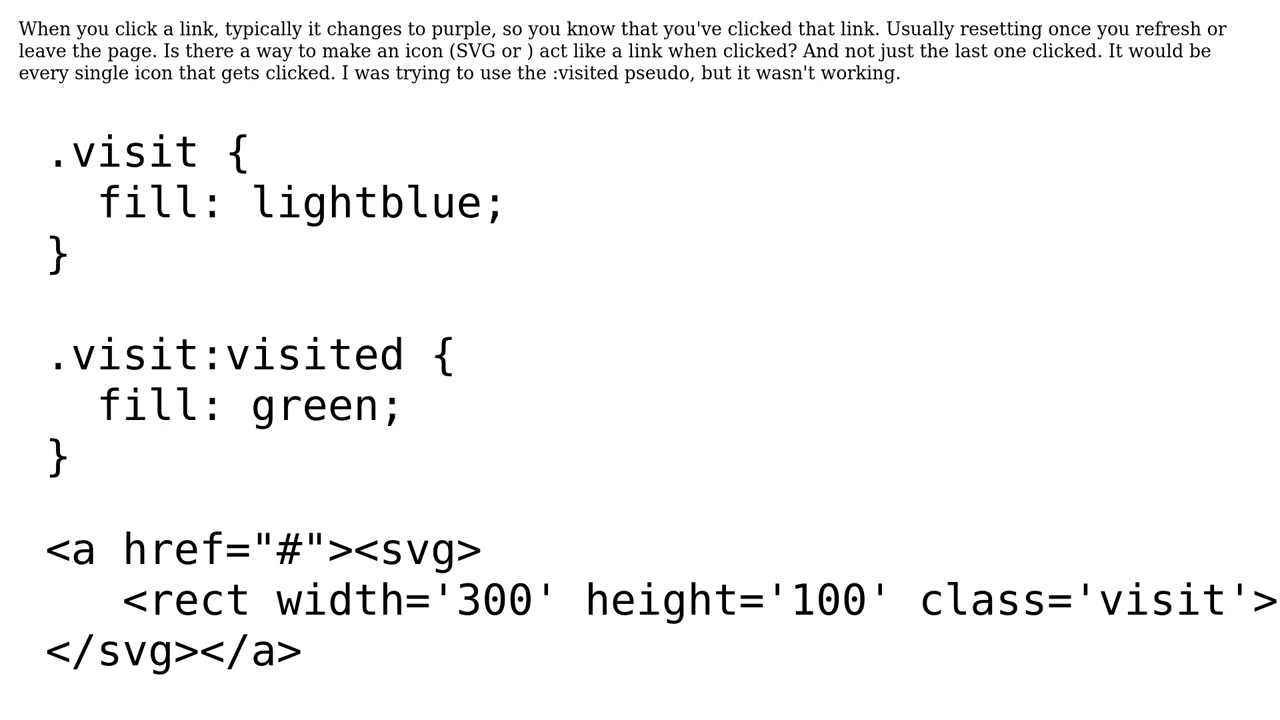 When you click a link, typically it changes to purple, so you know that you've clicked that link. Usually resetting once you refresh or
leave the page. Is there a way to make an icon (SVG or ) act like a link when clicked? And not just the last one clicked. It would be
every single icon that gets clicked. I was trying to use the :visited pseudo, but it wasn't working.
.visit {
  fill: lightblue;
}
.visit:visited {
  fill: green;
}
<a href="#"><svg>
   <rect width='300' height='100' class='visit'>
</svg></a>